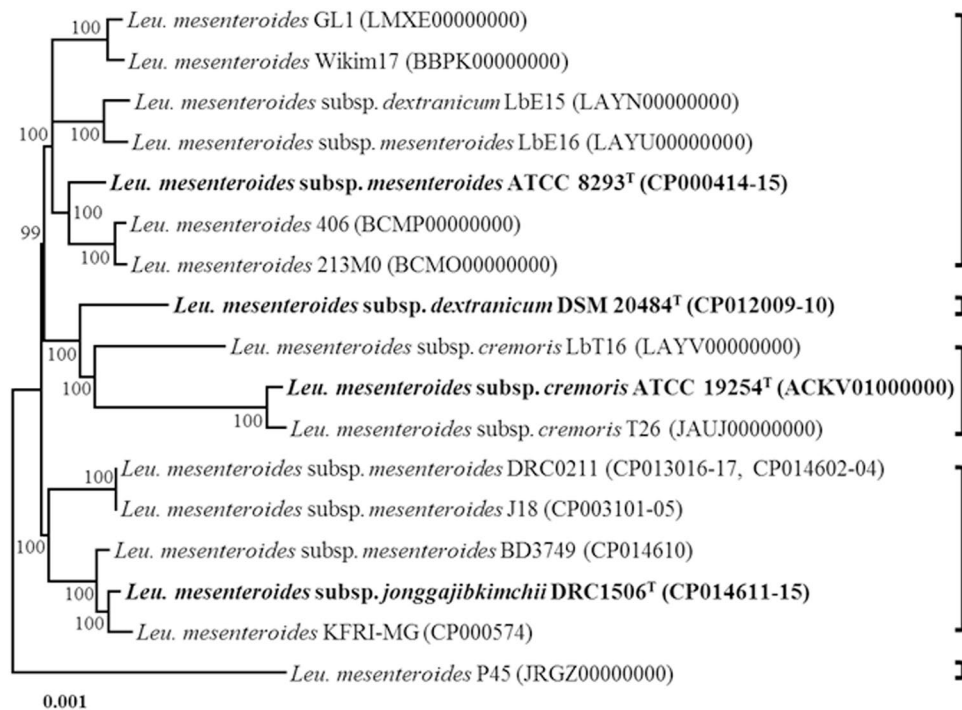 100
Leu. mesenteroides GL1 (LMXE00000000)
Leu. mesenteroides Wikim17 (BBPK00000000)
Leu. mesenteroides subsp. dextranicum LbE15 (LAYN00000000)
100
100
Leu. mesenteroides subsp. mesenteroides LbE16 (LAYU00000000)
Leu. mesenteroides subsp. mesenteroides ATCC 8293ᵀ (CP000414-15)
100
Leu. mesenteroides 406 (BCMP00000000)
99
100
Leu. mesenteroides 213M0 (BCMO00000000)
Leu. mesenteroides subsp. dextranicum DSM 20484ᵀ (CP012009-10)
100
Leu. mesenteroides subsp. cremoris LbT16 (LAYV00000000)
100
Leu. mesenteroides subsp. cremoris ATCC 19254ᵀ (ACKV01000000)
100
Leu. mesenteroides subsp. cremoris T26 (JAUJ00000000)
100
Leu. mesenteroides subsp. mesenteroides DRC0211 (CP013016-17, CP014602-04)
Leu. mesenteroides subsp. mesenteroides J18 (CP003101-05)
100
Leu. mesenteroides subsp. mesenteroides BD3749 (CP014610)
100
Leu. mesenteroides subsp. jonggajibkimchii DRC1506ᵀ (CP014611-15)
100
Leu. mesenteroides KFRI-MG (CP000574)
Leu. mesenteroides P45 (JRGZ00000000)
0.001